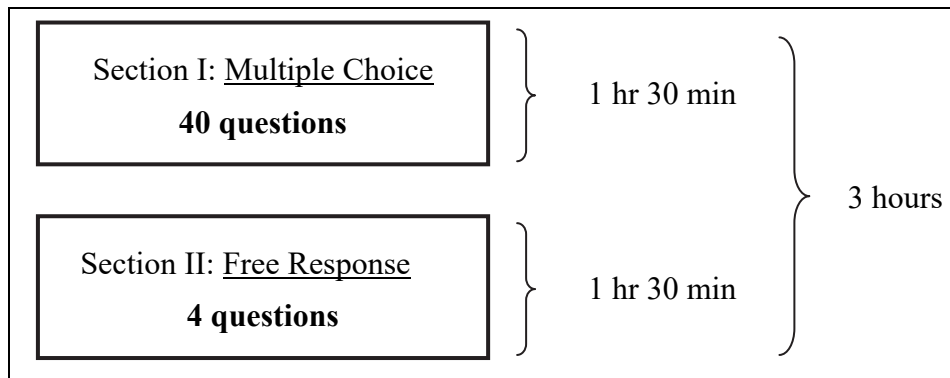 Section I: Multiple Choice
40 questions
1 hr 30 min
Section II: Free Response
4 questions
1 hr 30 min
3 hours